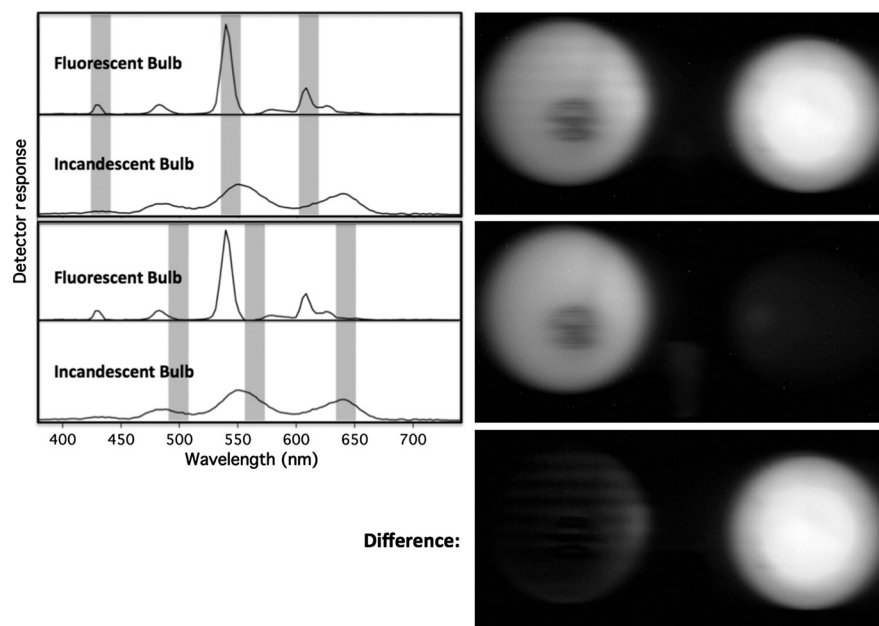 Detector response
Fluorescent Bulb
Incandescent Bulb
Fluorescent Bulb
Incandescent Bulb
400 450 500 550 600 650 700
Wavelength (nm)
Difference: